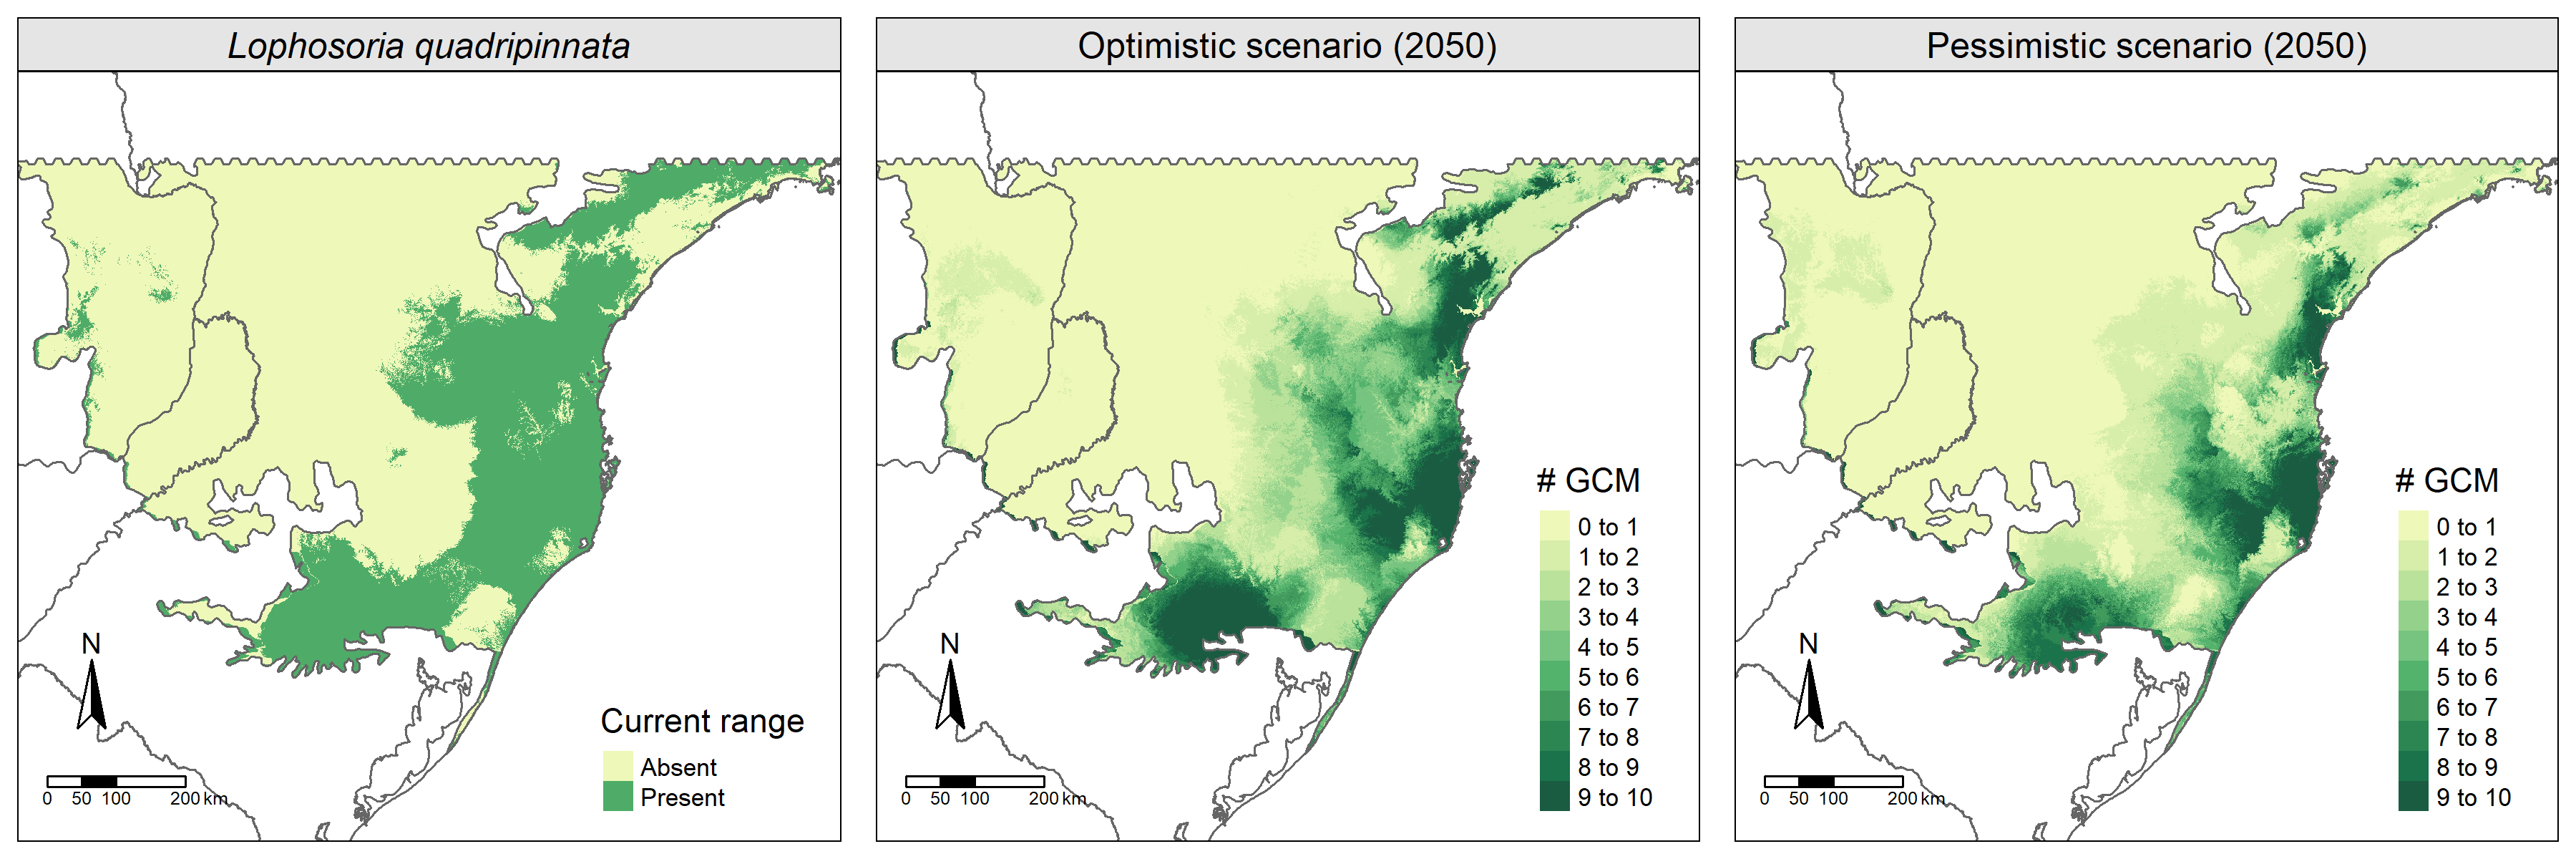 Lophosoria quadripinnata
N
Current range
Absent
Present
0 50 100 200 km
Optimistic scenario (2050)
# GCM
0 to 1
1 to 2
2 to 3
3 to 4
4 to 5
5 to 6
6 to 7
7 to 8
8 to 9
9 to 10
N
0 50 100 200 km
Pessimistic scenario (2050)
# GCM
0 to 1
1 to 2
2 to 3
3 to 4
4 to 5
5 to 6
6 to 7
7 to 8
8 to 9
9 to 10
N
0 50 100 200 km